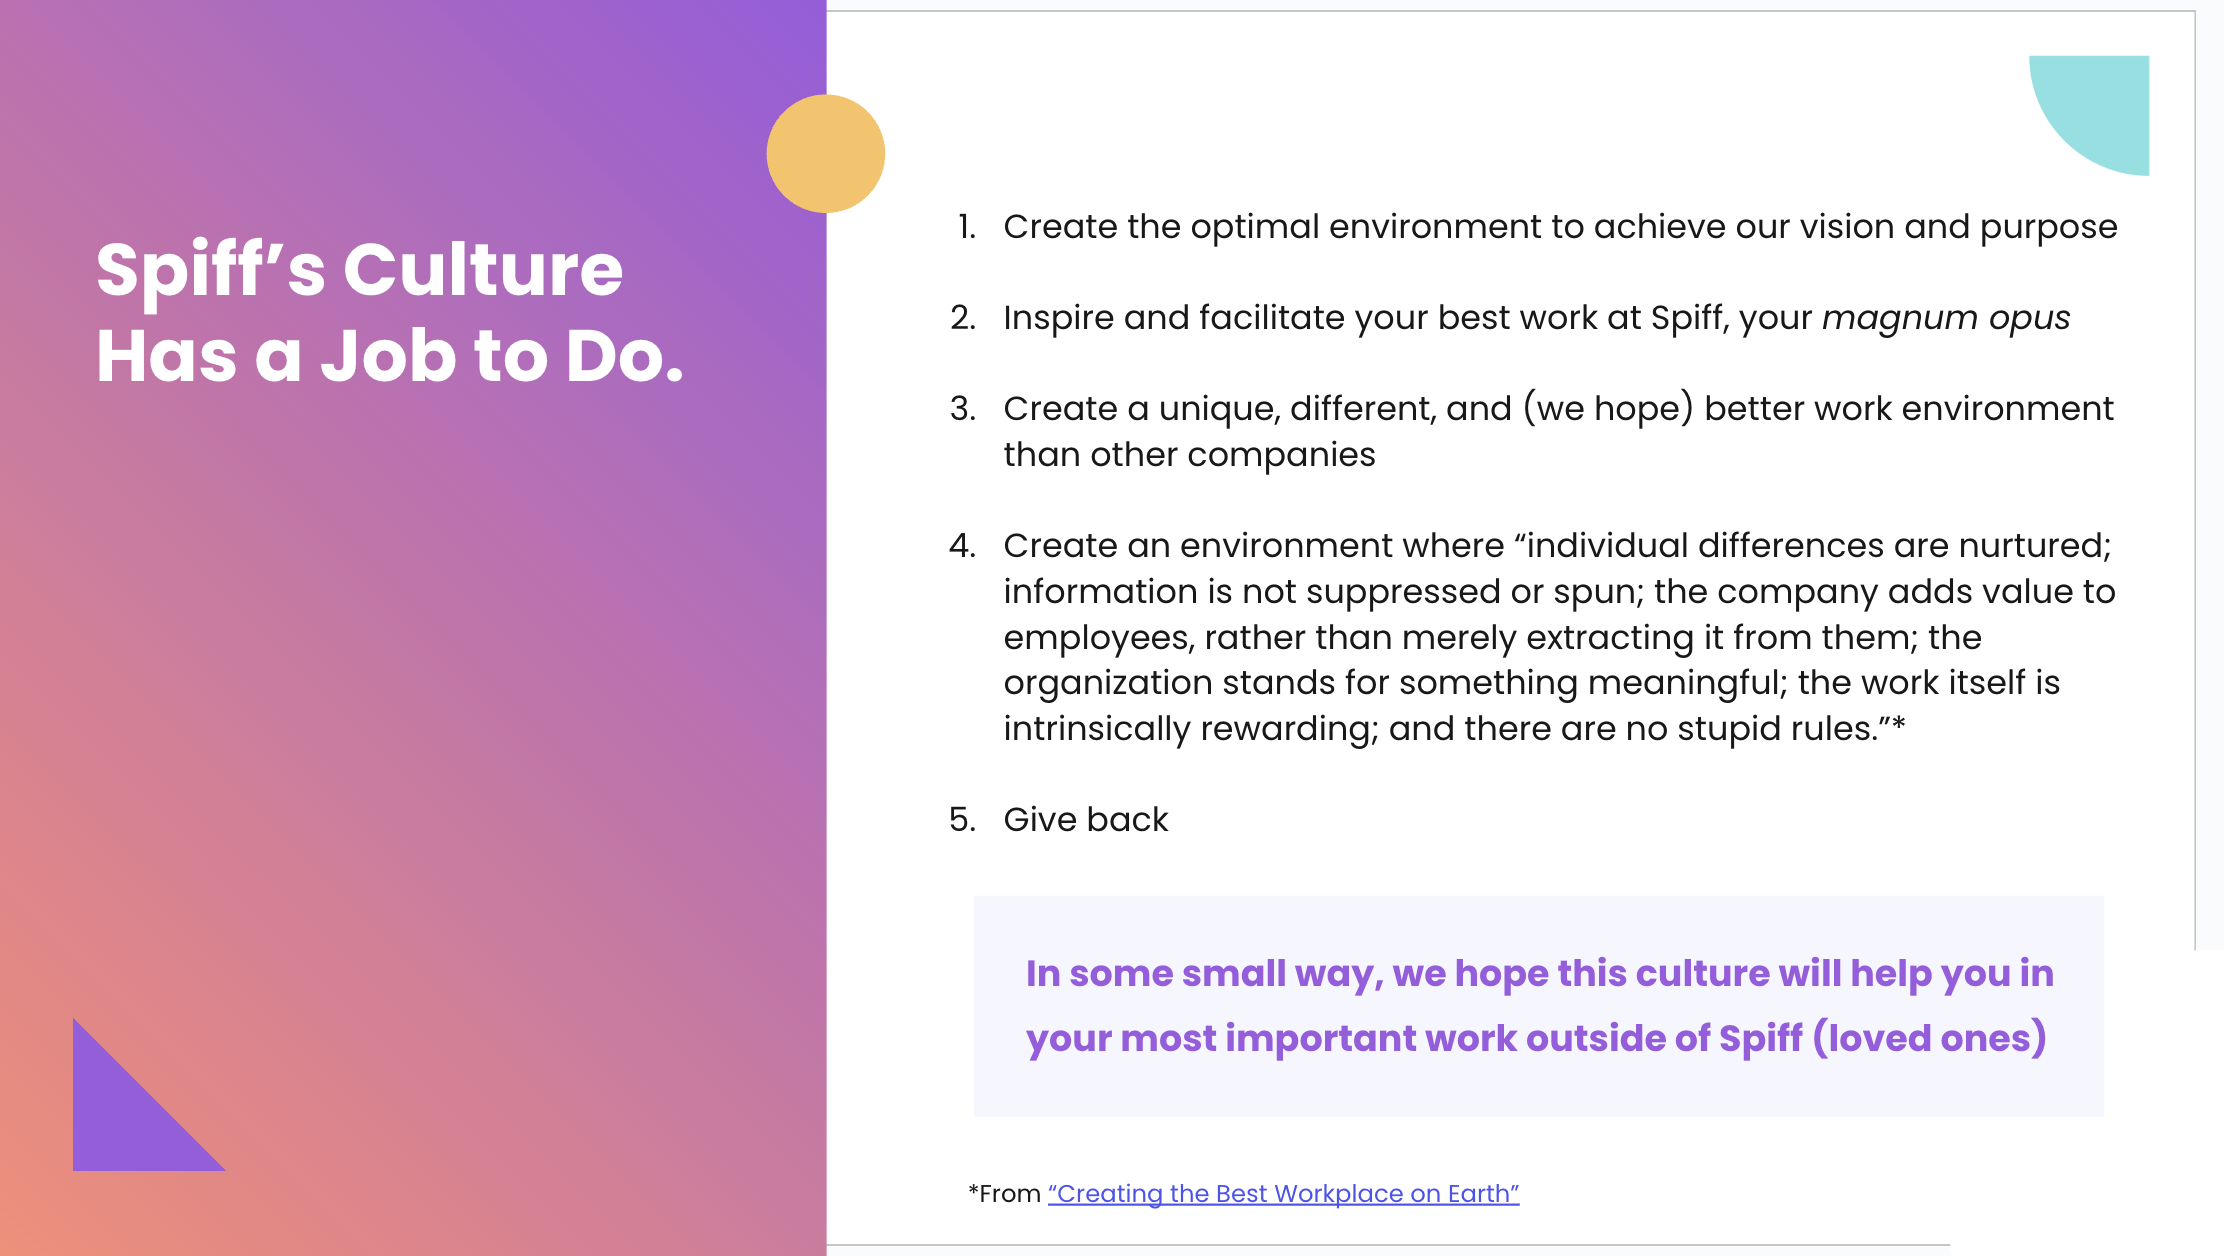 Spiff’s Culture
Has a Job to Do.
1. Create the optimal environment to achieve our vision and purpose
2. Inspire and facilitate your best work at Spiff, your magnum opus
3. Create a unique, different, and (we hope) better work environment
than other companies
4. Create an environment where “individual differences are nurtured;
information is not suppressed or spun; the company adds value to
employees, rather than merely extracting it from them; the
organization stands for something meaningful; the work itself is
intrinsically rewarding; and there are no stupid rules.”*
5. Give back
In some small way, we hope this culture will help you in
your most important work outside of Spiff (loved ones)
*From “Creating the Best Workplace on Earth”